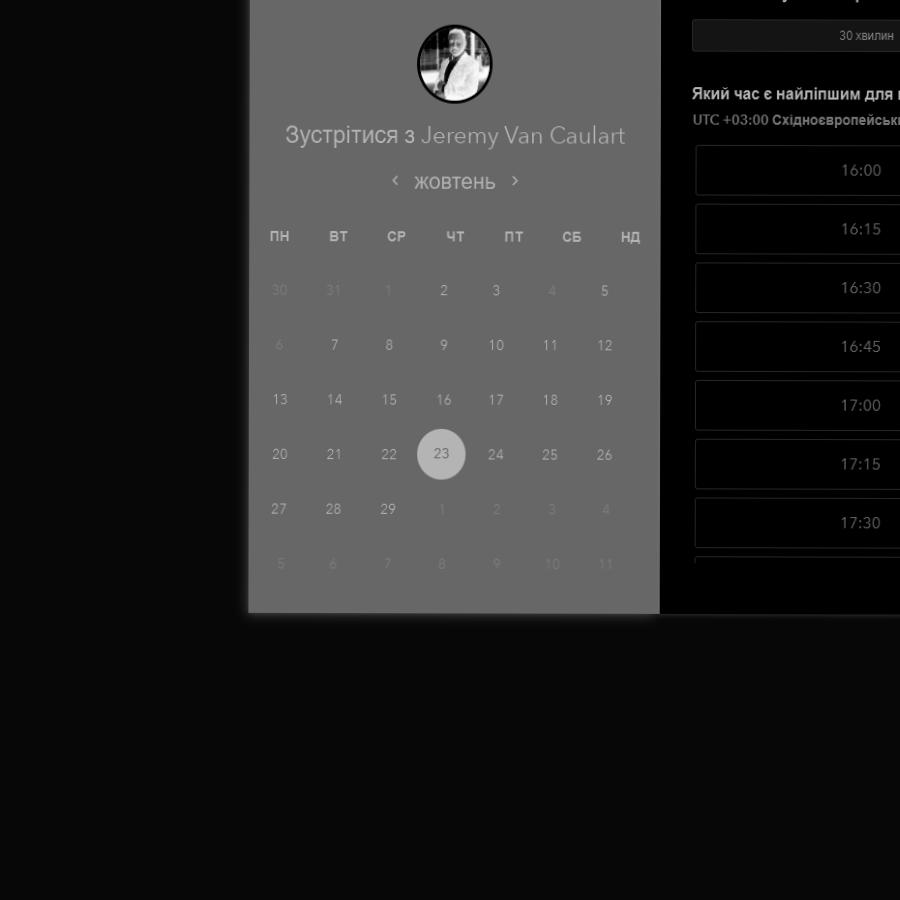 Зустрітися з Jeremy Van Caulart
жовтень
ПН ВТ СР ЧТ ПТ СБ НД
30 31 1 2 3 4 5
6 7 8 9 10 11 12
13 14 15 16 17 18 19
20 21 22 23 24 25 26
27 28 29 1 2 3 4
5 6 7 8 9 10 11
30 хвилин
Який час є найліпшим для
UTC +03:00 Східноєвропейськ
16:00
16:15
16:30
16:45
17:00
17:15
17:30